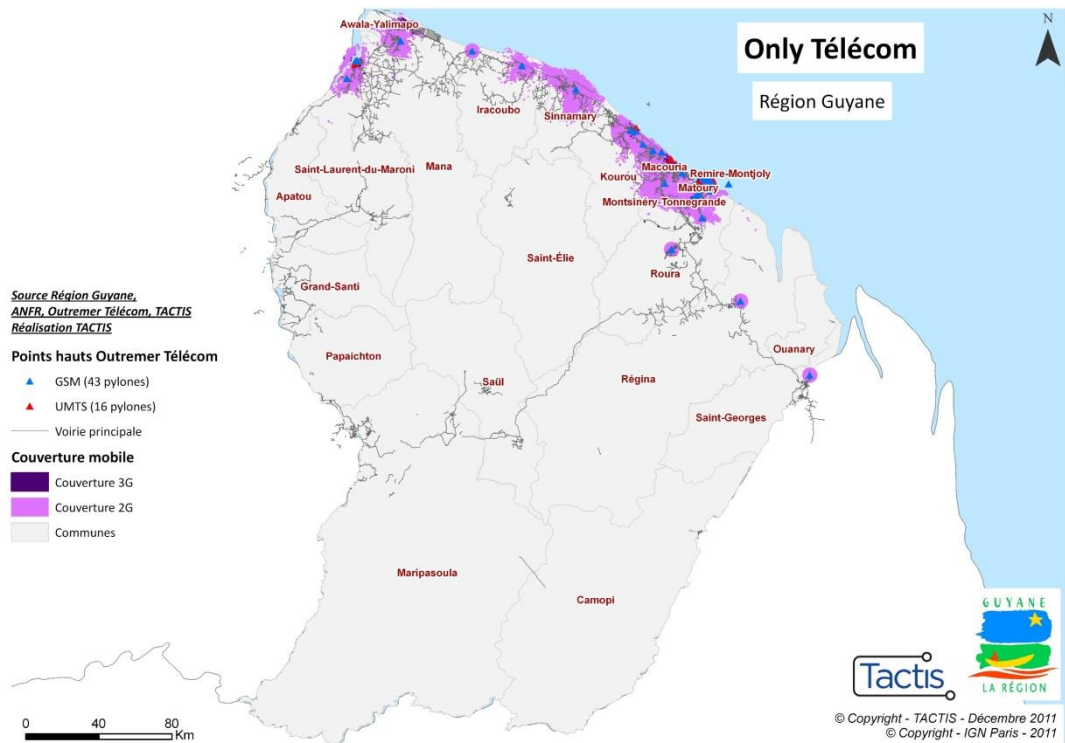 Only Télécom
Région Guyane
N
Awala-Yalimapo
Iracoubo
Sinnamary
Saint-Laurent-du-Maroni
Mana
Apatou
Kourou
Macouria
Remire-Montjoly
Matoury
Montsinéry-Tonnegrande
Saint-Élie
Roura
Grand-Santi
Papaichton
Saül
Régina
Ouanary
Saint-Georges
Maripasoula
Camopi
Source Région Guyane,
ANFR, Outremer Télécom, TACTIS
Réalisation TACTIS
Points hauts Outremer Télécom
GSM (43 pylones)
UMTS (16 pylones)
Voirie principale
Couverture mobile
Couverture 3G
Couverture 2G
Communes
0 40 80
Km
Tactis
GUYANE
LA RÉGION
© Copyright - TACTIS - Décembre 2011
© Copyright - IGN Paris - 2011